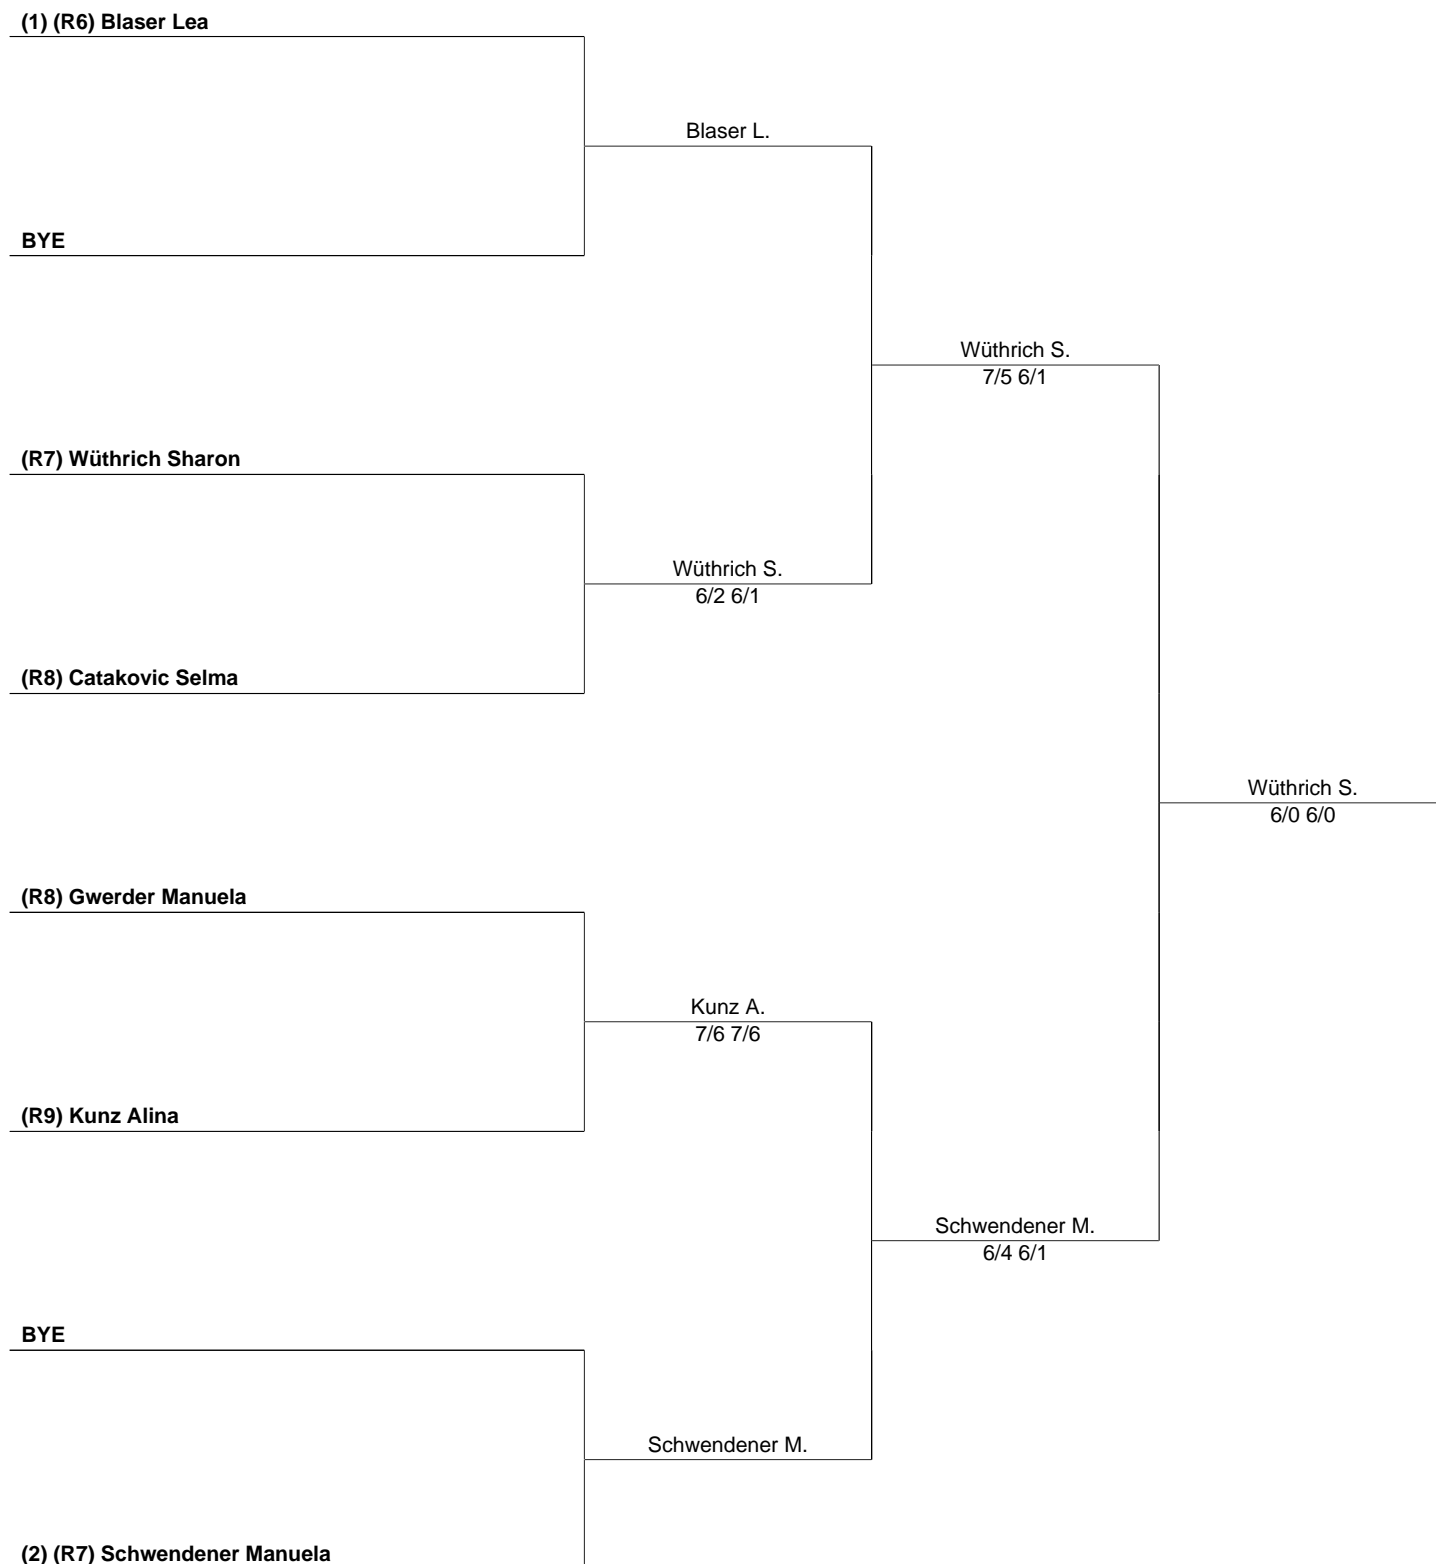 (1) (R6) Blaser Lea
Blaser L.
BYE
Wüthrich S.
7/5 6/1
(R7) Wüthrich Sharon
Wüthrich S.
6/2 6/1
(R8) Catakovic Selma
Wüthrich S.
6/0 6/0
(R8) Gwerder Manuela
Kunz A.
7/6 7/6
(R9) Kunz Alina
Schwendener M.
6/4 6/1
BYE
Schwendener M.
(2) (R7) Schwendener Manuela